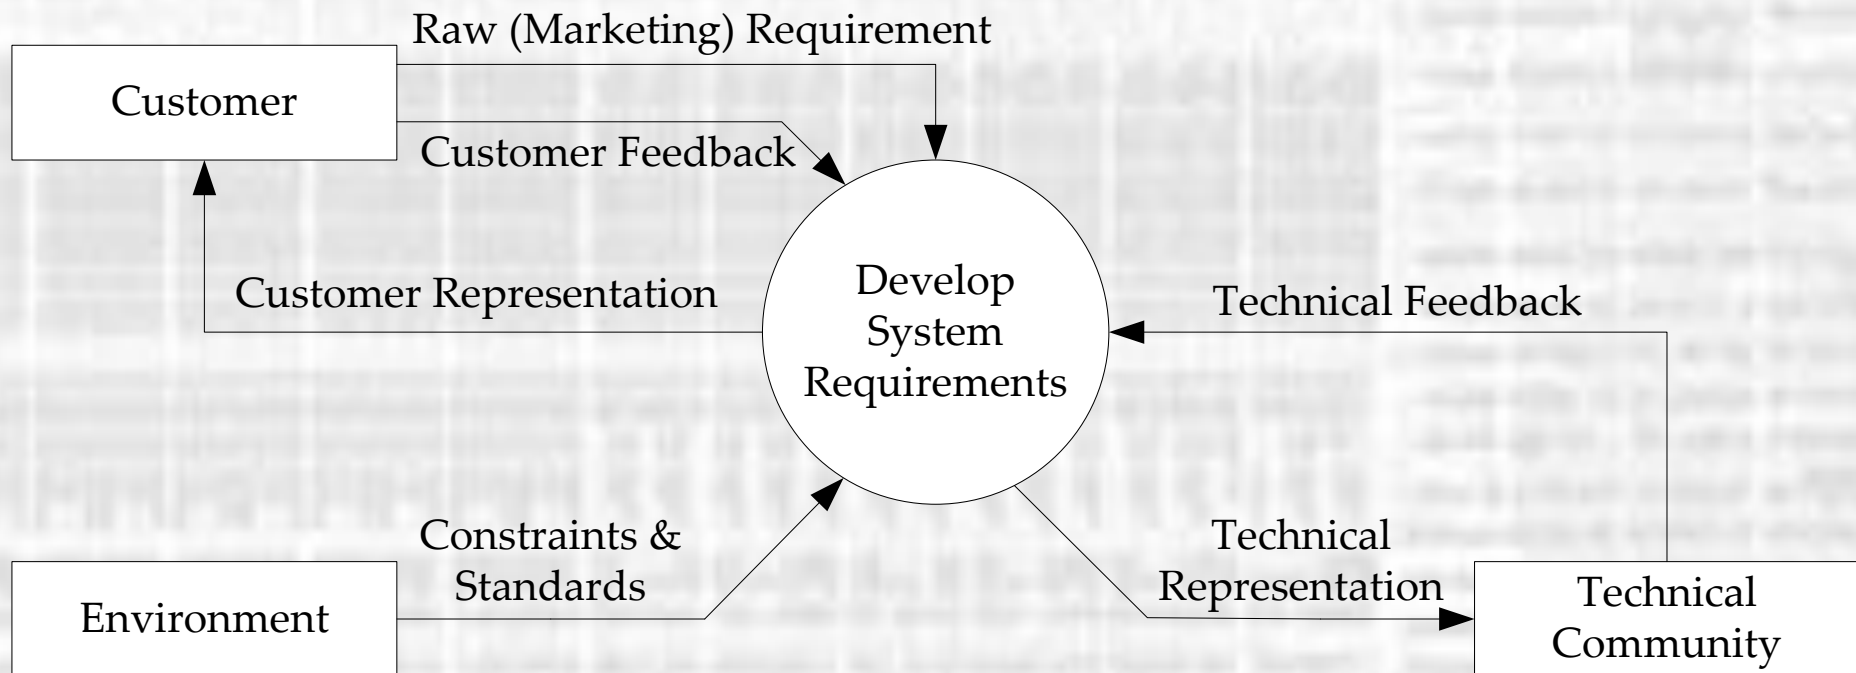 Raw (Marketing) Requirement
Customer
Customer Feedback
Customer Representation
Develop
System
Requirements
Technical Feedback
Constraints &
Standards
Environment
Technical
Representation
Technical
Community